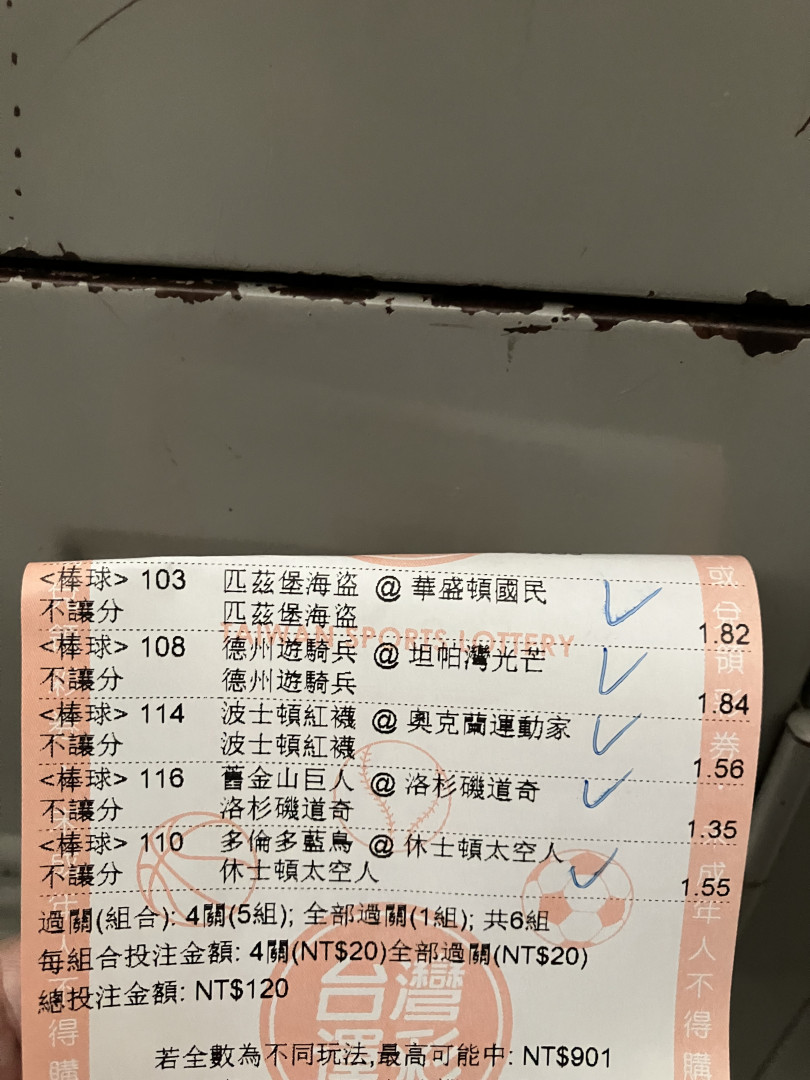 <棒球> 103 匹茲堡海盜 @ 華盛頓國民
不讓分 匹茲堡海盜 1.82
TAIWAN SPORTS LOTTERY
<棒球> 108 德州遊騎兵 @ 坦帕灣光芒
不讓分 德州遊騎兵 1.84
<棒球> 114 波士頓紅襪 @ 奧克蘭運動家
不讓分 波士頓紅襪 1.56
<棒球> 116 舊金山巨人 @ 洛杉磯道奇
不讓分 洛杉磯道奇 1.35
<棒球> 110 多倫多藍鳥 @ 休士頓太空人
不讓分 休士頓太空人 1.55
過關(組合): 4關(5組); 全部過關(1組); 共6組
每組合投注金額: 4關(NT$20)全部過關(NT$20)
總投注金額: NT$120
台灣
運彩
若全數為不同玩法,最高可能中: NT$901
成年人不得購